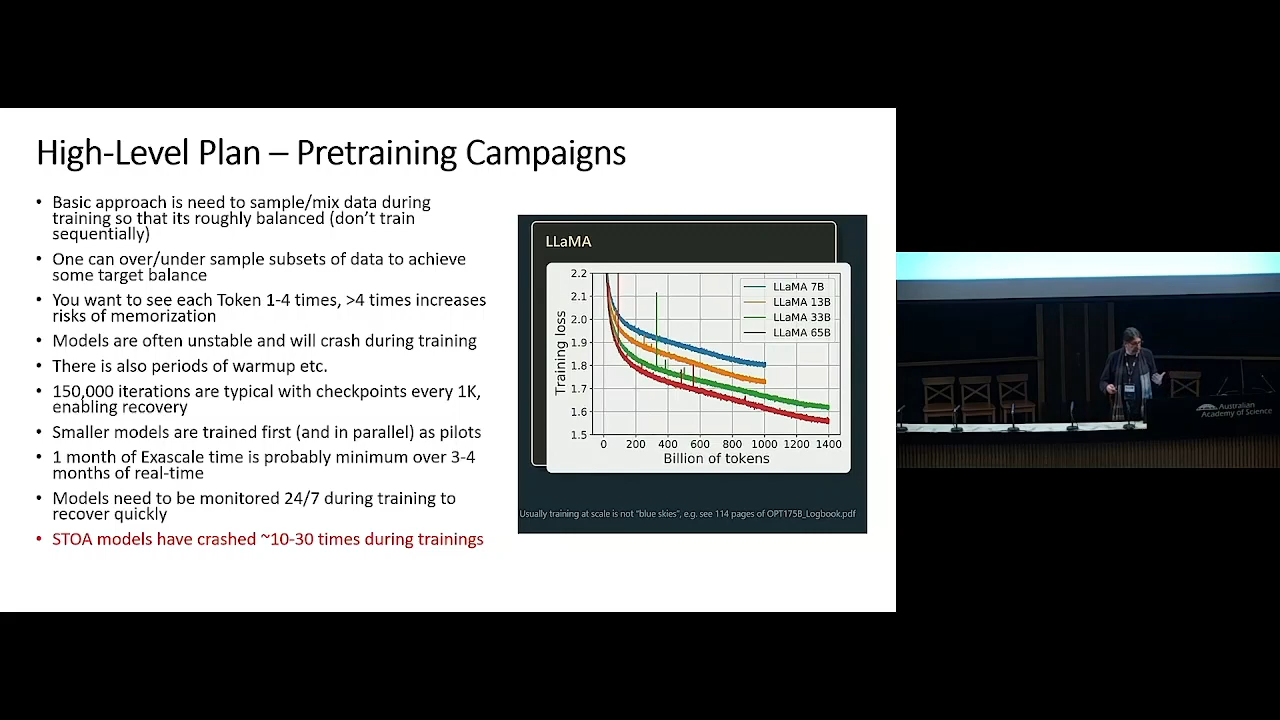 High-Level Plan – Pretraining Campaigns
• Basic approach is need to sample/mix data during
training so that its roughly balanced (don't train
sequentially)
• One can over/under sample subsets of data to achieve
some target balance
• You want to see each Token 1-4 times, >4 times increases
risks of memorization
• Models are often unstable and will crash during training
• There is also periods of warmup etc.
• 150,000 iterations are typical with checkpoints every 1K,
enabling recovery
• Smaller models are trained first (and in parallel) as pilots
• 1 month of Exascale time is probably minimum over 3-4
months of real-time
• Models need to be monitored 24/7 during training to
recover quickly
• STOA models have crashed ~10-30 times during trainings
LLaMA
2.2
2.1
2.0
1.9
1.8
1.7
1.6
1.5
Training loss
LLaMA 7B
LLaMA 13B
LLaMA 33B
LLaMA 65B
0 200 400 600 800 1000 1200 1400
Billion of tokens
Usually training at scale is not "blue skies", e.g. see 114 pages of OPT175B_Logbook.pdf
Australian
Academy of Science